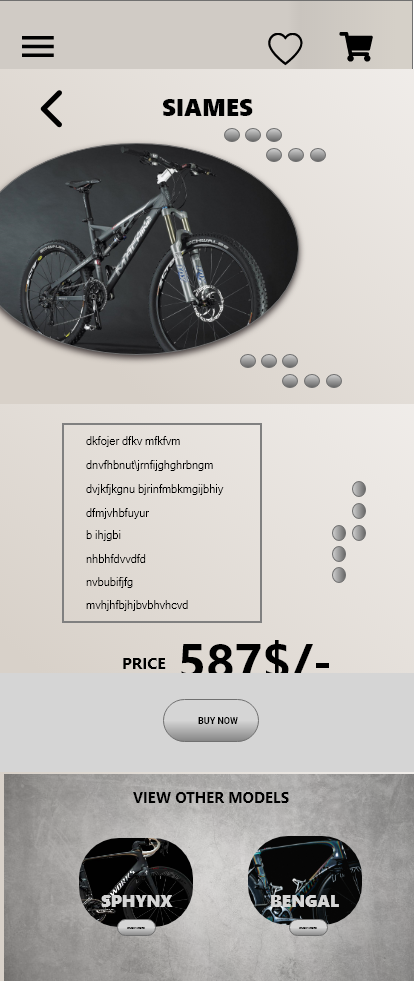 SIAMES
SCHWALBE
dkfojer dfkv mfkfvm
dnvfhbnut\jrnfijghghrbngm
dvjkfjkgnu bjrinfmbkmgijbhiy
dfmjvhbfuyur
b ihjgbi
nhbhfdvvdfd
nvbubifjfg
mvhjhfbjhjbvbhvhcvd
PRICE 587$/-
BUY NOW
VIEW OTHER MODELS
SPHYNX
BENGAL